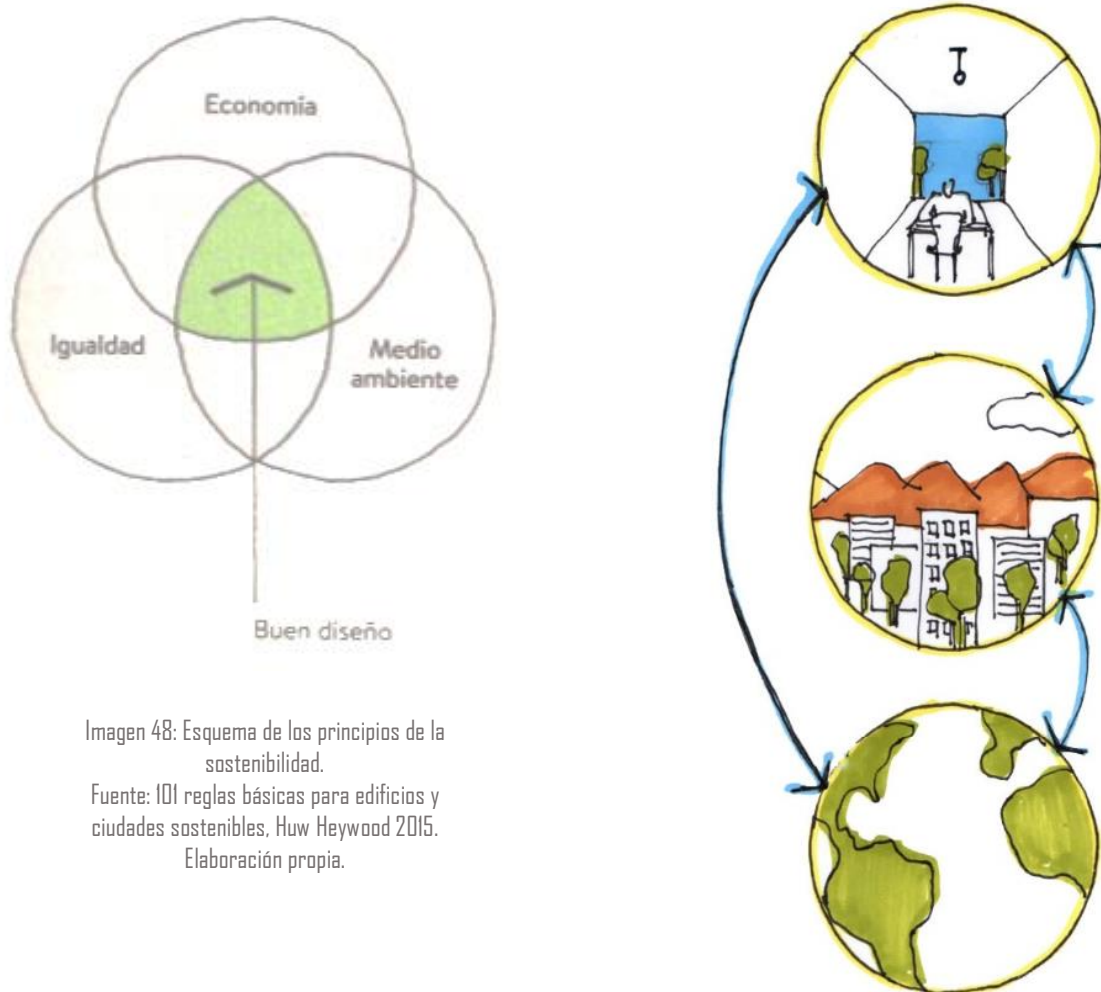 Economía
Igualdad
Medio
ambiente
Buen diseño
Imagen 48: Esquema de los principios de la
sostenibilidad.
Fuente: 101 reglas básicas para edificios y
ciudades sostenibles, Huw Heywood 2015.
Elaboración propia.